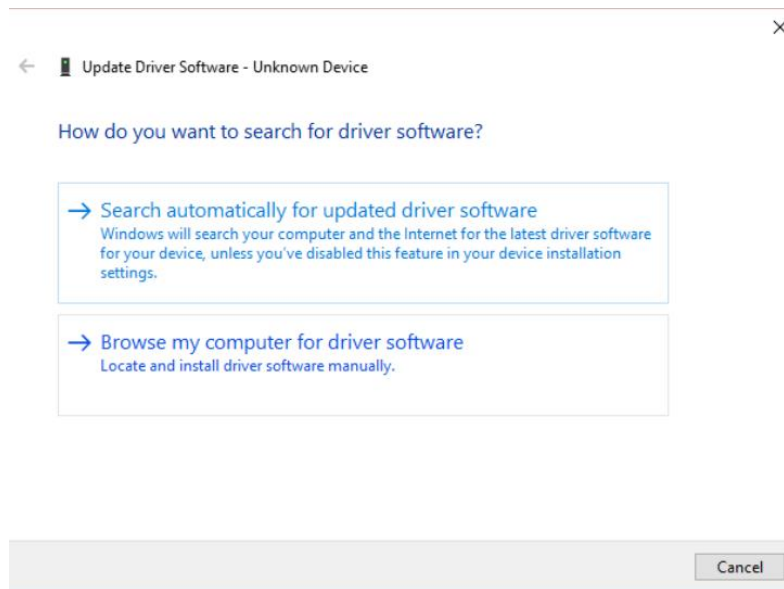 Update Driver Software - Unknown Device
How do you want to search for driver software?
Search automatically for updated driver software
Windows will search your computer and the Internet for the latest driver software
for your device, unless you've disabled this feature in your device installation
settings.
Browse my computer for driver software
Locate and install driver software manually.
Cancel